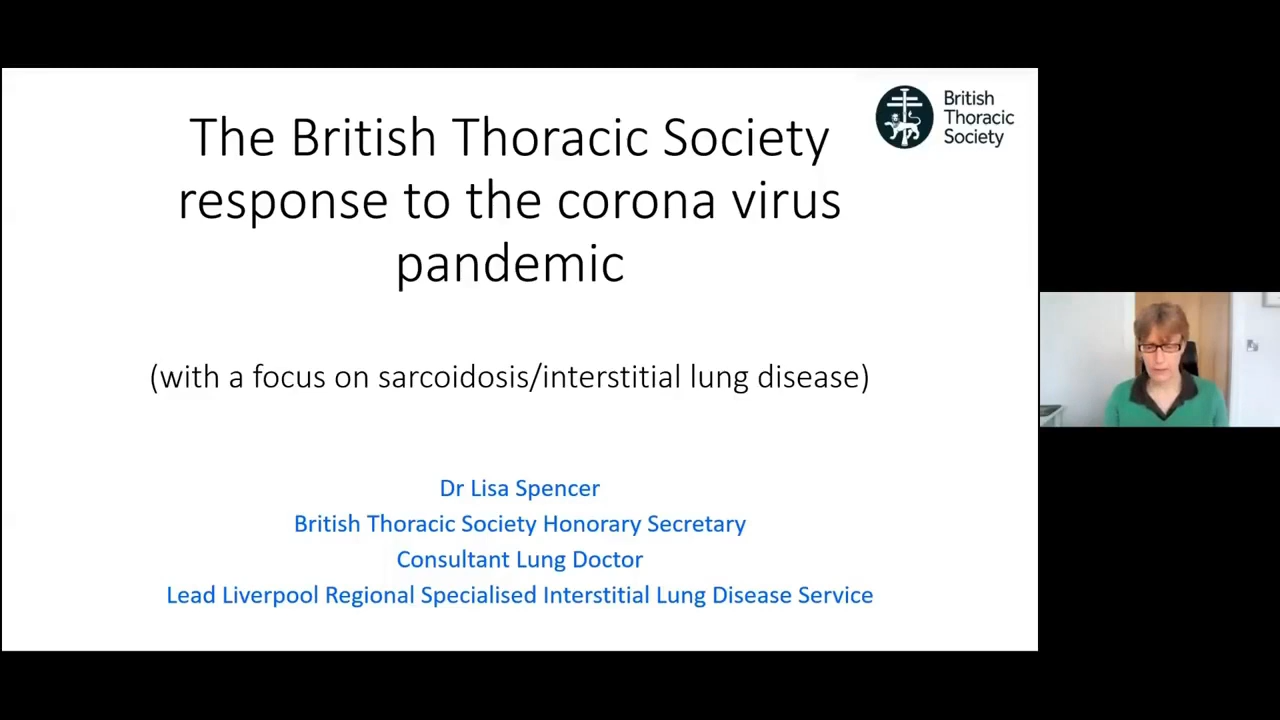 The British Thoracic Society
response to the corona virus
pandemic
British
Thoracic
Society
(with a focus on sarcoidosis/interstitial lung disease)
Dr Lisa Spencer
British Thoracic Society Honorary Secretary
Consultant Lung Doctor
Lead Liverpool Regional Specialised Interstitial Lung Disease Service